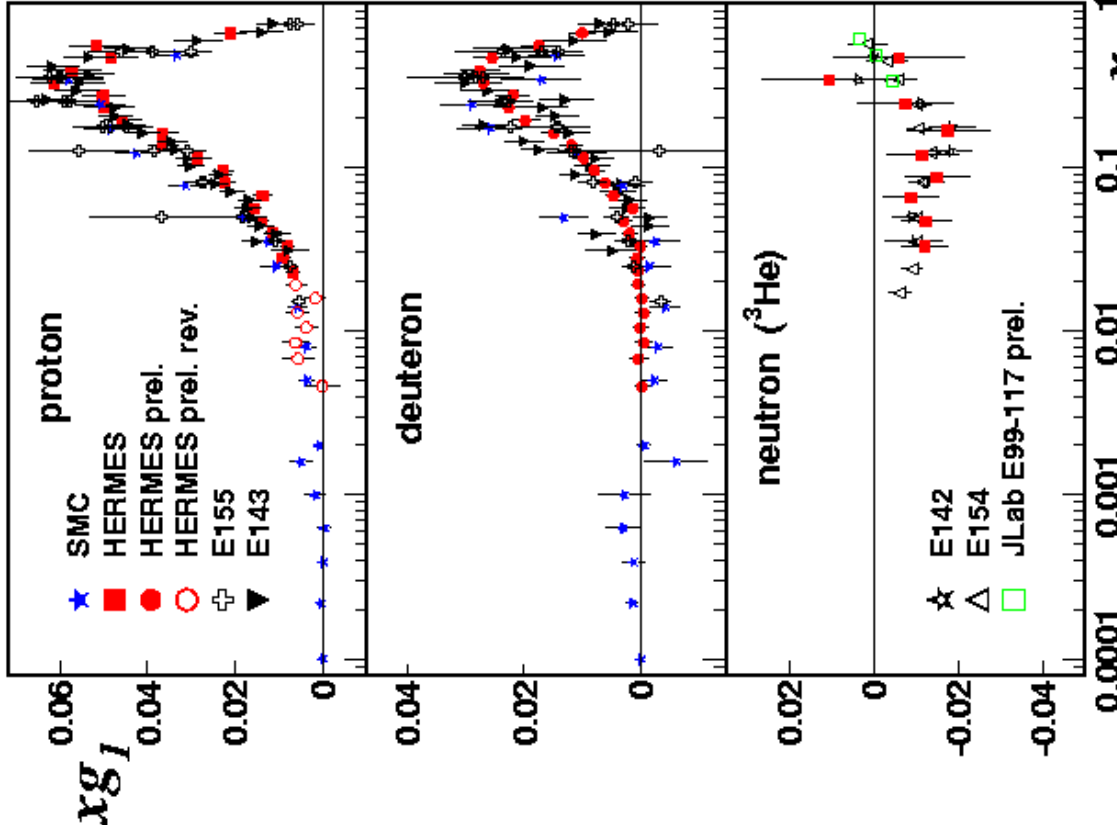 xg1
proton
SMC
HERMES
HERMES prel.
HERMES prel. rev.
E155
E143
0.06
0.04
0.02
0
deuteron
0.04
0.02
0
neutron (³He)
E142
E154
JLab E99-117 prel.
0.02
0
-0.02
-0.04
0.0001
0.001
0.01
0.1
1
x